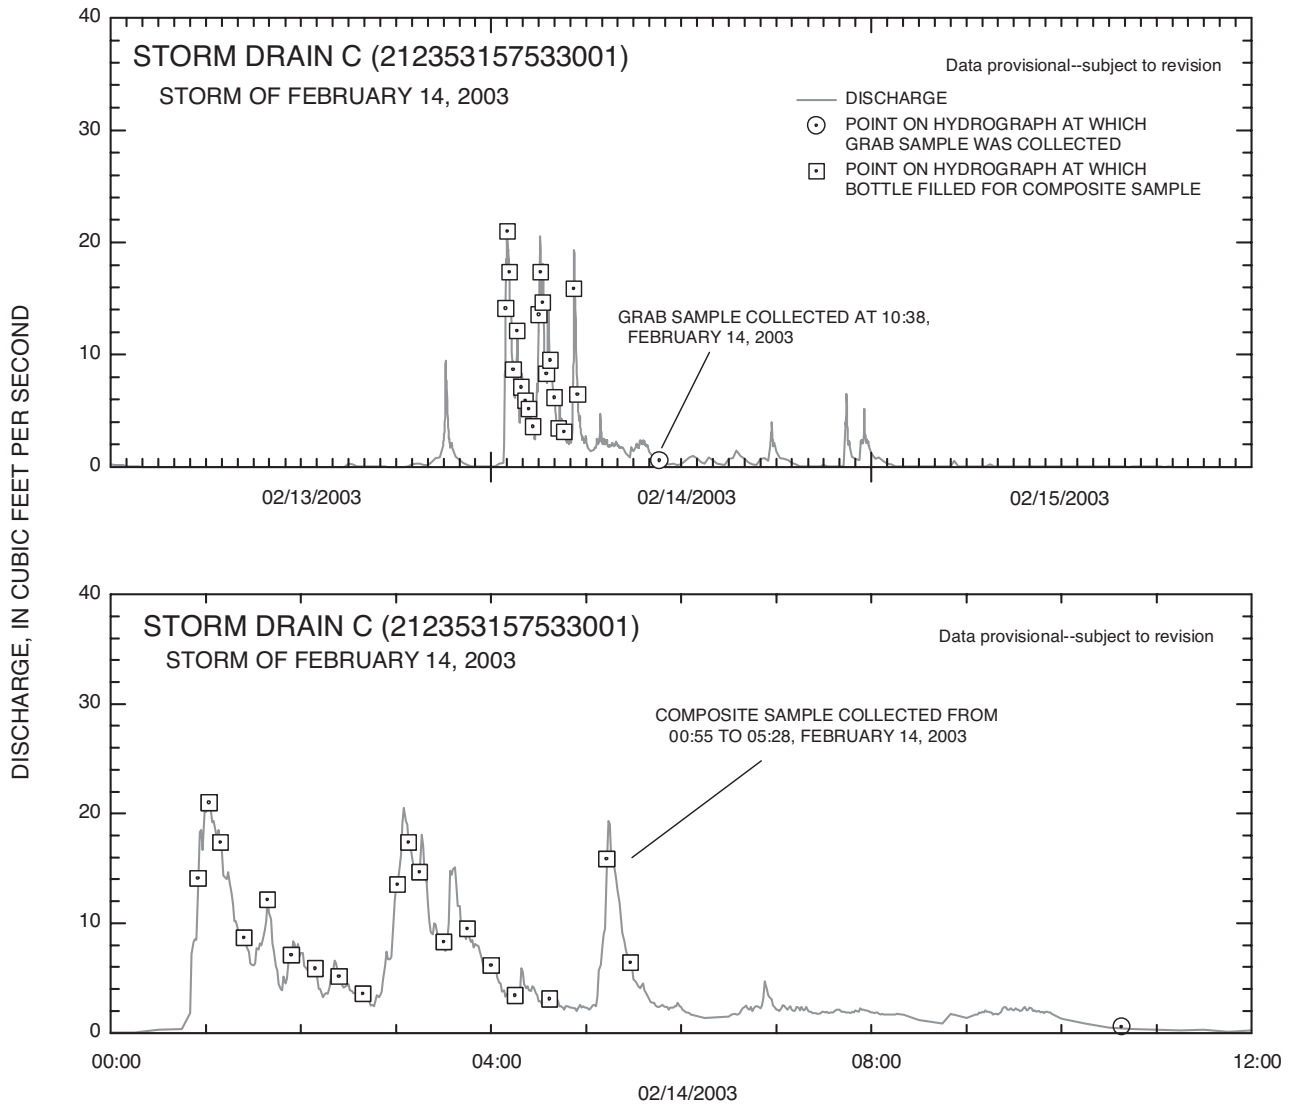 DISCHARGE, IN CUBIC FEET PER SECOND
40
30
20
10
0
STORM DRAIN C (212353157533001)
STORM OF FEBRUARY 14, 2003
Data provisional--subject to revision
DISCHARGE
POINT ON HYDROGRAPH AT WHICH
GRAB SAMPLE WAS COLLECTED
POINT ON HYDROGRAPH AT WHICH
BOTTLE FILLED FOR COMPOSITE SAMPLE
GRAB SAMPLE COLLECTED AT 10:38,
FEBRUARY 14, 2003
02/13/2003
02/14/2003
02/15/2003
40
30
20
10
0
STORM DRAIN C (212353157533001)
STORM OF FEBRUARY 14, 2003
Data provisional--subject to revision
COMPOSITE SAMPLE COLLECTED FROM
00:55 TO 05:28, FEBRUARY 14, 2003
00:00
04:00
08:00
12:00
02/14/2003